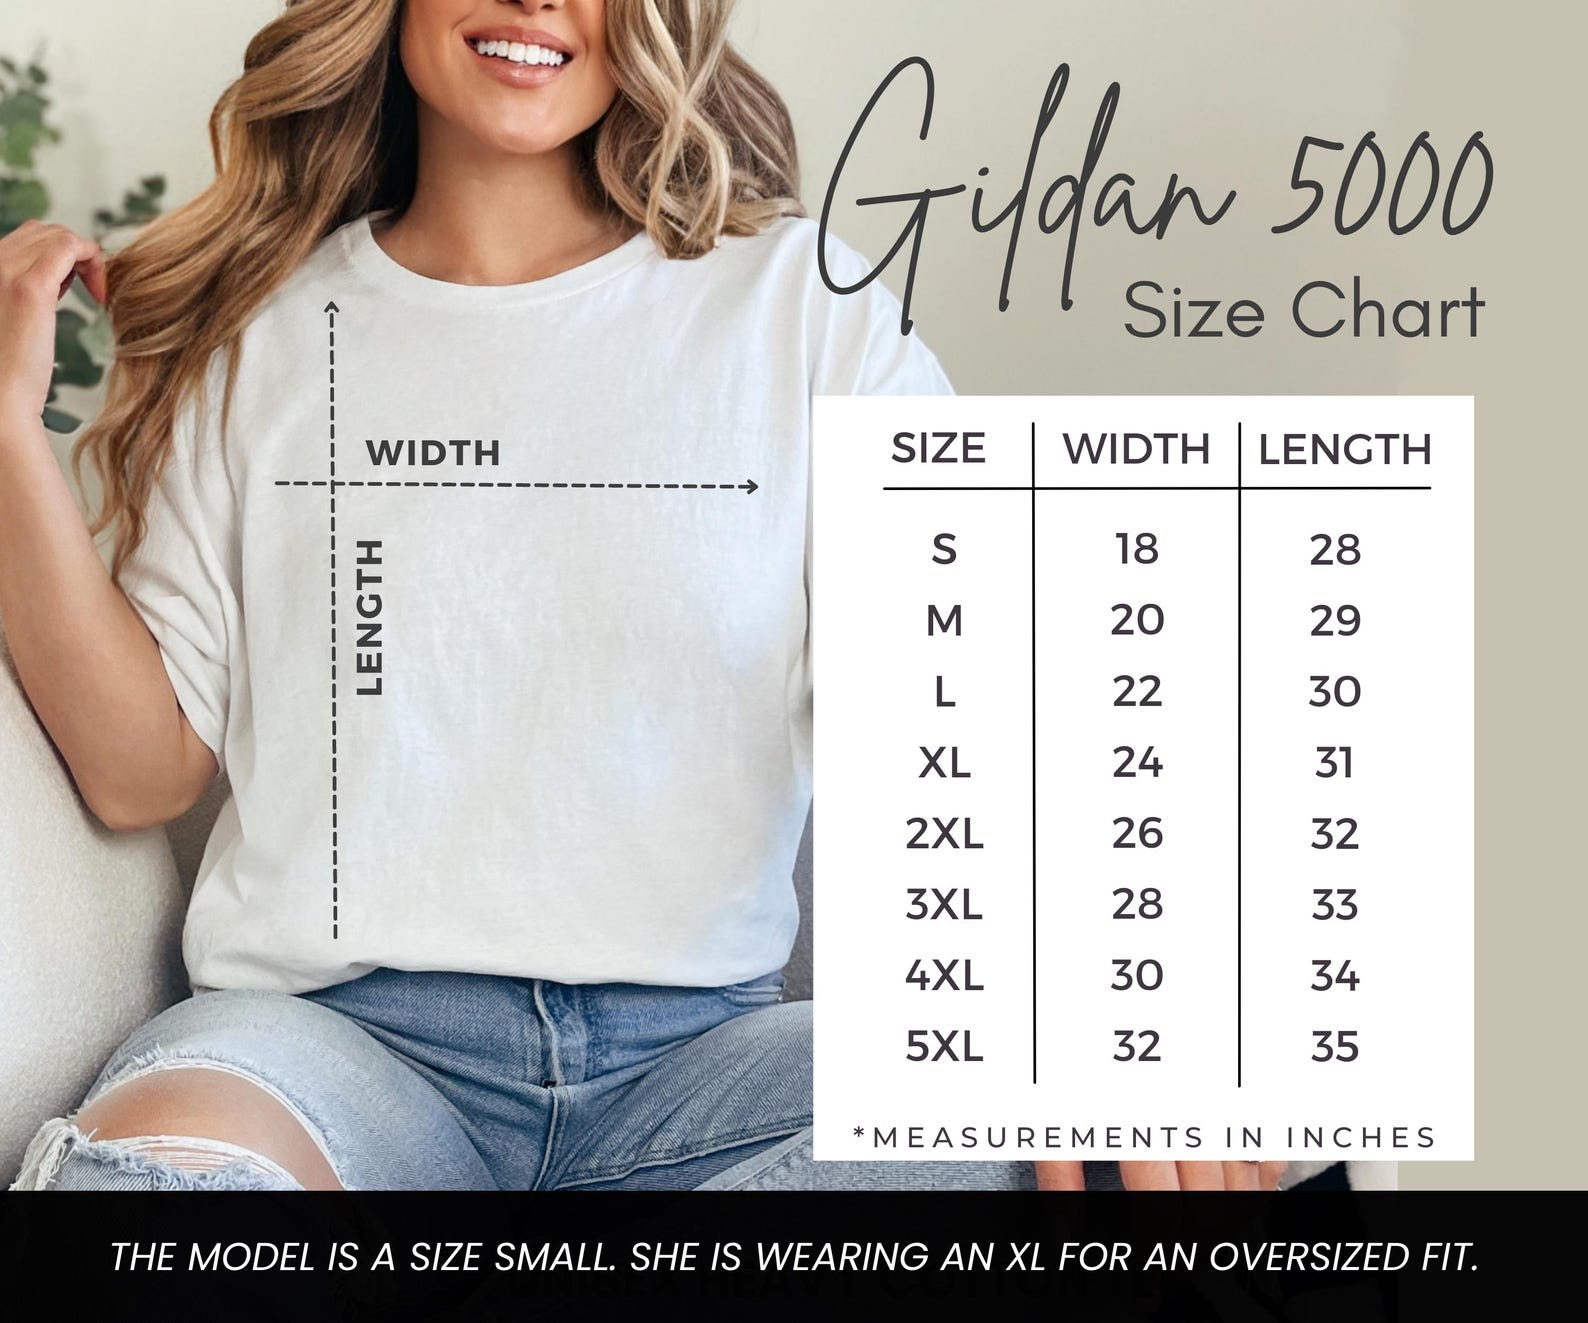 Gildan 5000
Size Chart
WIDTH
LENGTH
SIZE WIDTH LENGTH
S 18 28
M 20 29
L 22 30
XL 24 31
2XL 26 32
3XL 28 33
4XL 30 34
5XL 32 35
*MEASUREMENTS IN INCHES
THE MODEL IS A SIZE SMALL. SHE IS WEARING AN XL FOR AN OVERSIZED FIT.